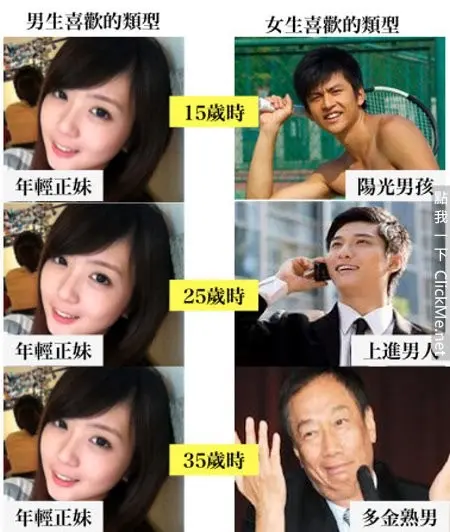 男生喜歡的類型
女生喜歡的類型
15歲時
年輕正妹
陽光男孩
25歲時
年輕正妹
上進男人
35歲時
年輕正妹
多金熟男
點我一下 ClickMe.net